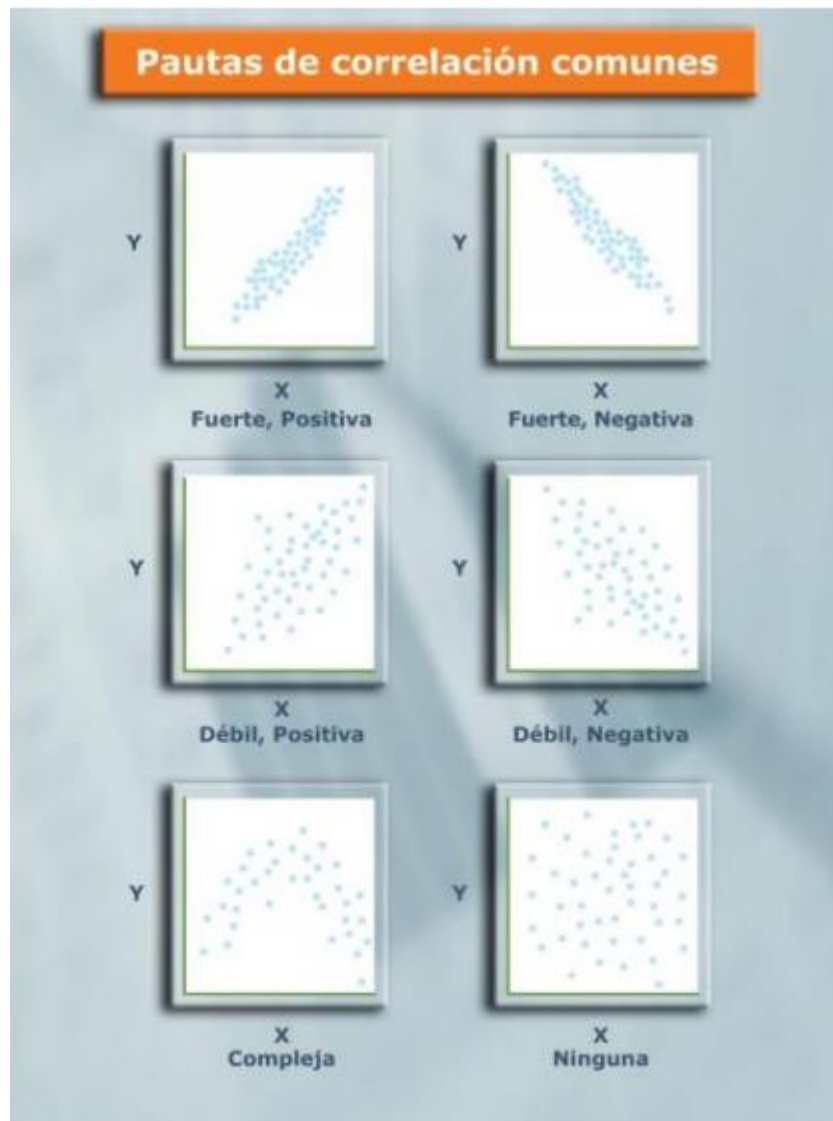 Pautas de correlación comunes
Y
X
Fuerte, Positiva
Y
X
Fuerte, Negativa
Y
X
Débil, Positiva
Y
X
Débil, Negativa
Y
X
Compleja
Y
X
Ninguna